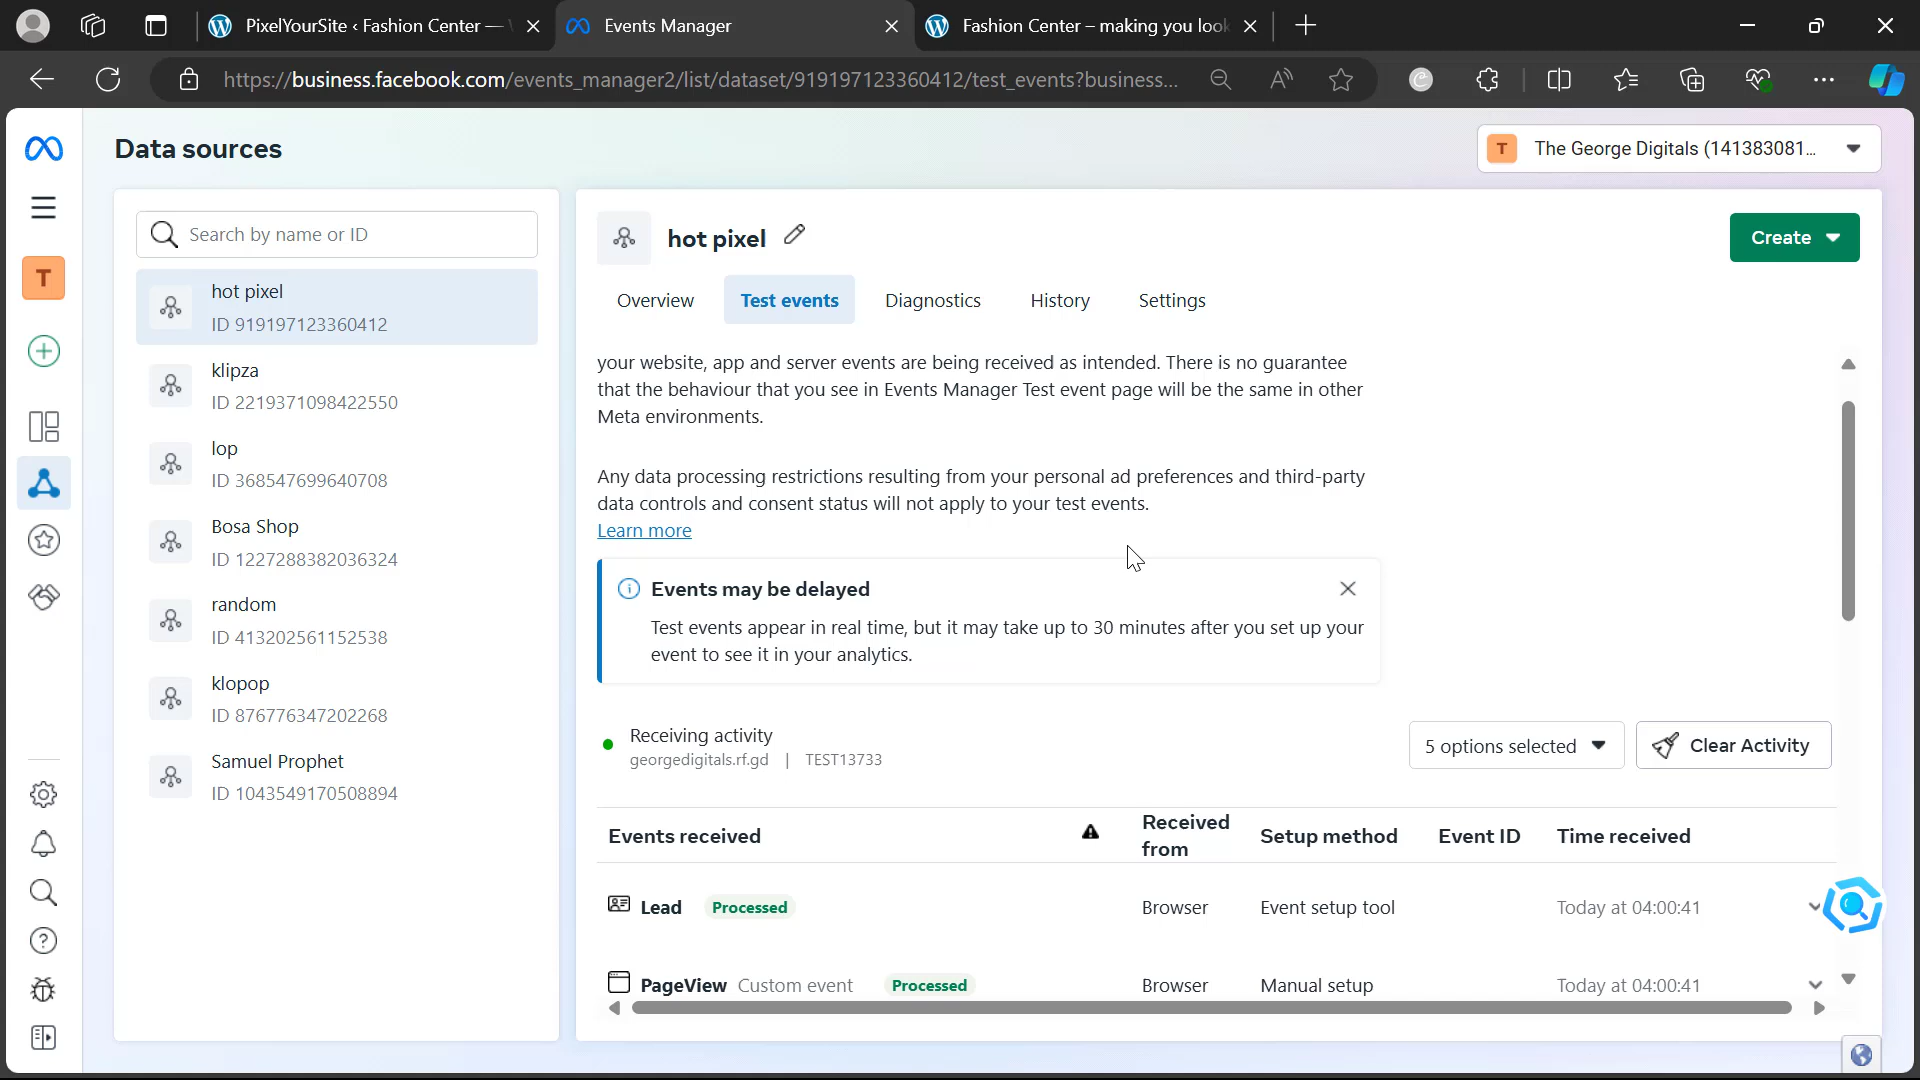 PixelYourSite ‹ Fashion Center —
Events Manager
Fashion Center – making you look
https://business.facebook.com/events_manager2/list/dataset/919197123360412/test_events?business...
Data sources
T The George Digitals (141383081...
Search by name or ID
T
hot pixel
ID 919197123360412
klipza
ID 2219371098422550
lop
ID 368547699640708
Bosa Shop
ID 1227288382036324
random
ID 413202561152538
klopop
ID 876776347202268
Samuel Prophet
ID 1043549170508894
hot pixel
Create
Overview
Test events
Diagnostics
History
Settings
your website, app and server events are being received as intended. There is no guarantee
that the behaviour that you see in Events Manager Test event page will be the same in other
Meta environments.
Any data processing restrictions resulting from your personal ad preferences and third-party
data controls and consent status will not apply to your test events.
Learn more
Events may be delayed
Test events appear in real time, but it may take up to 30 minutes after you set up your
event to see it in your analytics.
Receiving activity
georgedigitals.rf.gd | TEST13733
5 options selected
Clear Activity
Events received
Received
from
Setup method
Event ID
Time received
Lead Processed Browser Event setup tool Today at 04:00:41
PageView Custom event Processed Browser Manual setup Today at 04:00:41